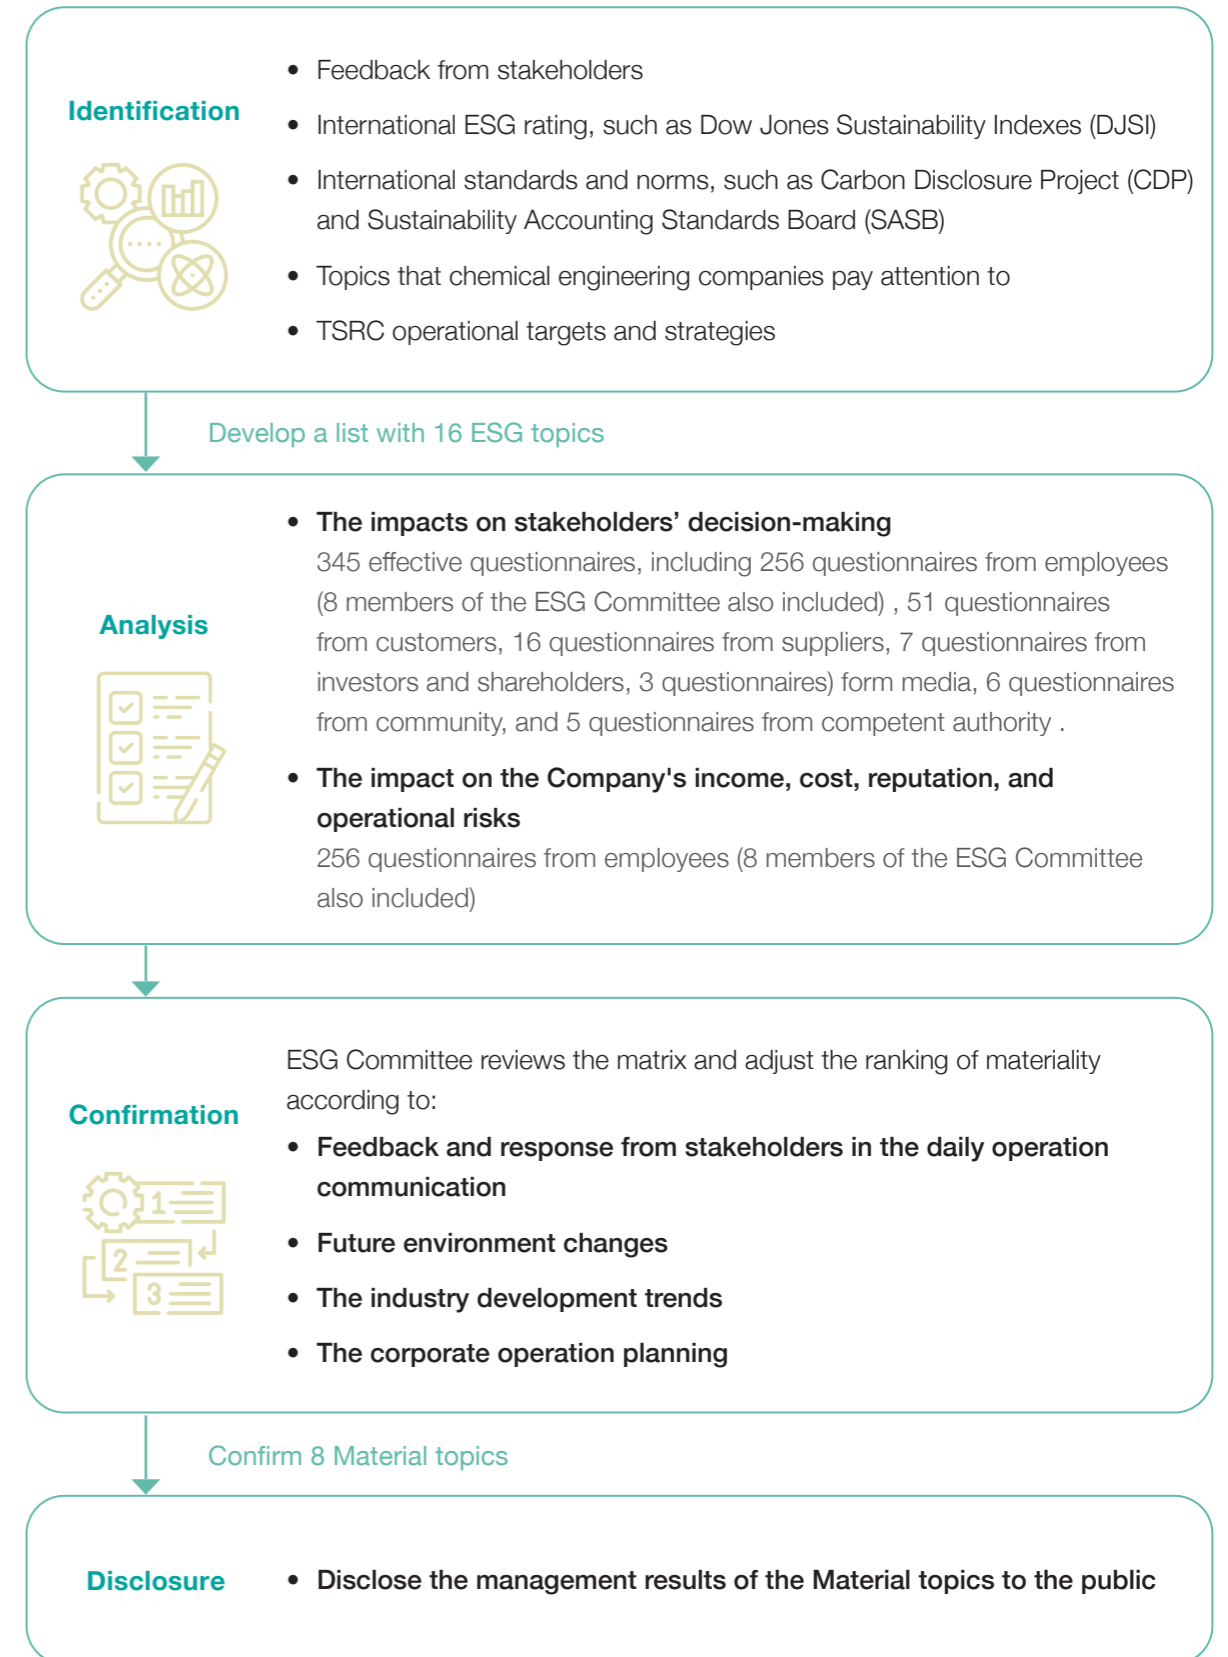 Identification
• Feedback from stakeholders
• International ESG rating, such as Dow Jones Sustainability Indexes (DJSI)
• International standards and norms, such as Carbon Disclosure Project (CDP)
and Sustainability Accounting Standards Board (SASB)
• Topics that chemical engineering companies pay attention to
• TSRC operational targets and strategies
Develop a list with 16 ESG topics
Analysis
• The impacts on stakeholders’ decision-making
345 effective questionnaires, including 256 questionnaires from employees
(8 members of the ESG Committee also included) , 51 questionnaires
from customers, 16 questionnaires from suppliers, 7 questionnaires from
investors and shareholders, 3 questionnaires) form media, 6 questionnaires
from community, and 5 questionnaires from competent authority .
• The impact on the Company's income, cost, reputation, and
operational risks
256 questionnaires from employees (8 members of the ESG Committee
also included)
Confirmation
1
2
3
ESG Committee reviews the matrix and adjust the ranking of materiality
according to:
• Feedback and response from stakeholders in the daily operation
communication
• Future environment changes
• The industry development trends
• The corporate operation planning
Confirm 8 Material topics
Disclosure
• Disclose the management results of the Material topics to the public